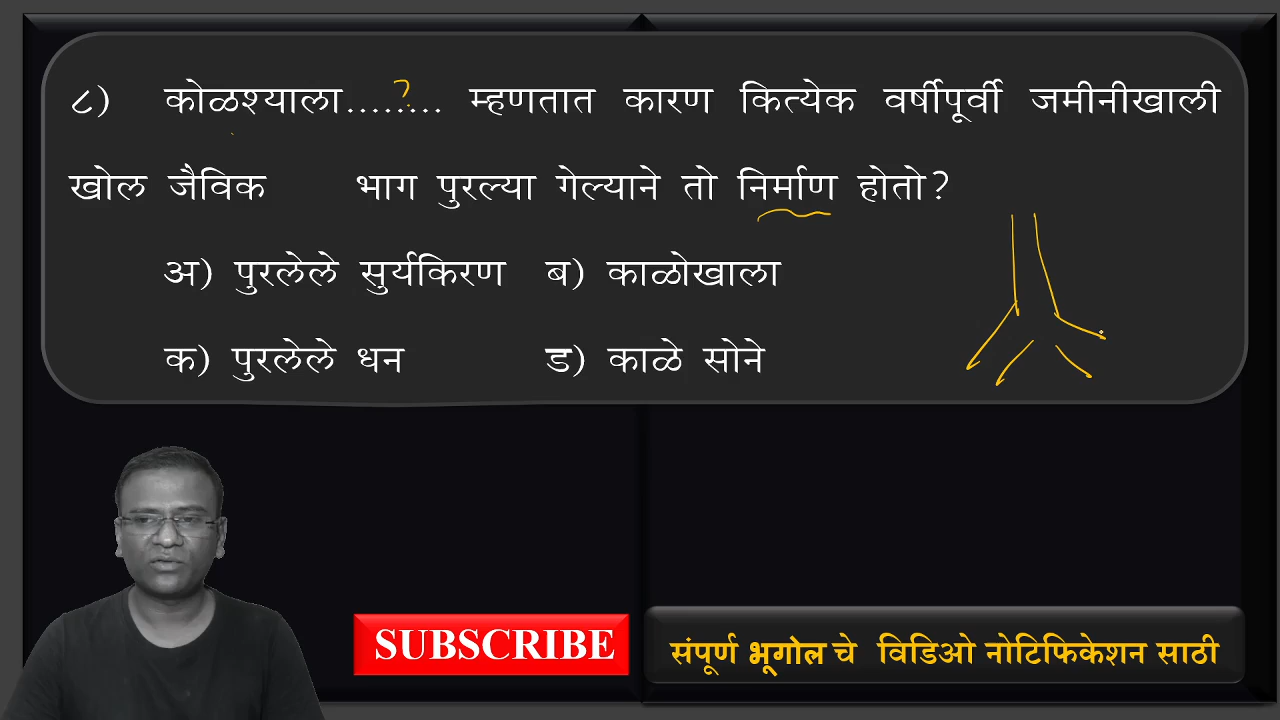 ८) कोळश्याला........ म्हणतात कारण कित्येक वर्षीपूर्वी जमीनीखाली
?
खोल जैविक भाग पुरल्या गेल्याने तो निर्माण होतो?
अ) पुरलेले सुर्यकिरण ब) काळोखाला
क) पुरलेले धन ड) काळे सोने
SUBSCRIBE
संपूर्ण भूगोल चे विडिओ नोटिफिकेशन साठी